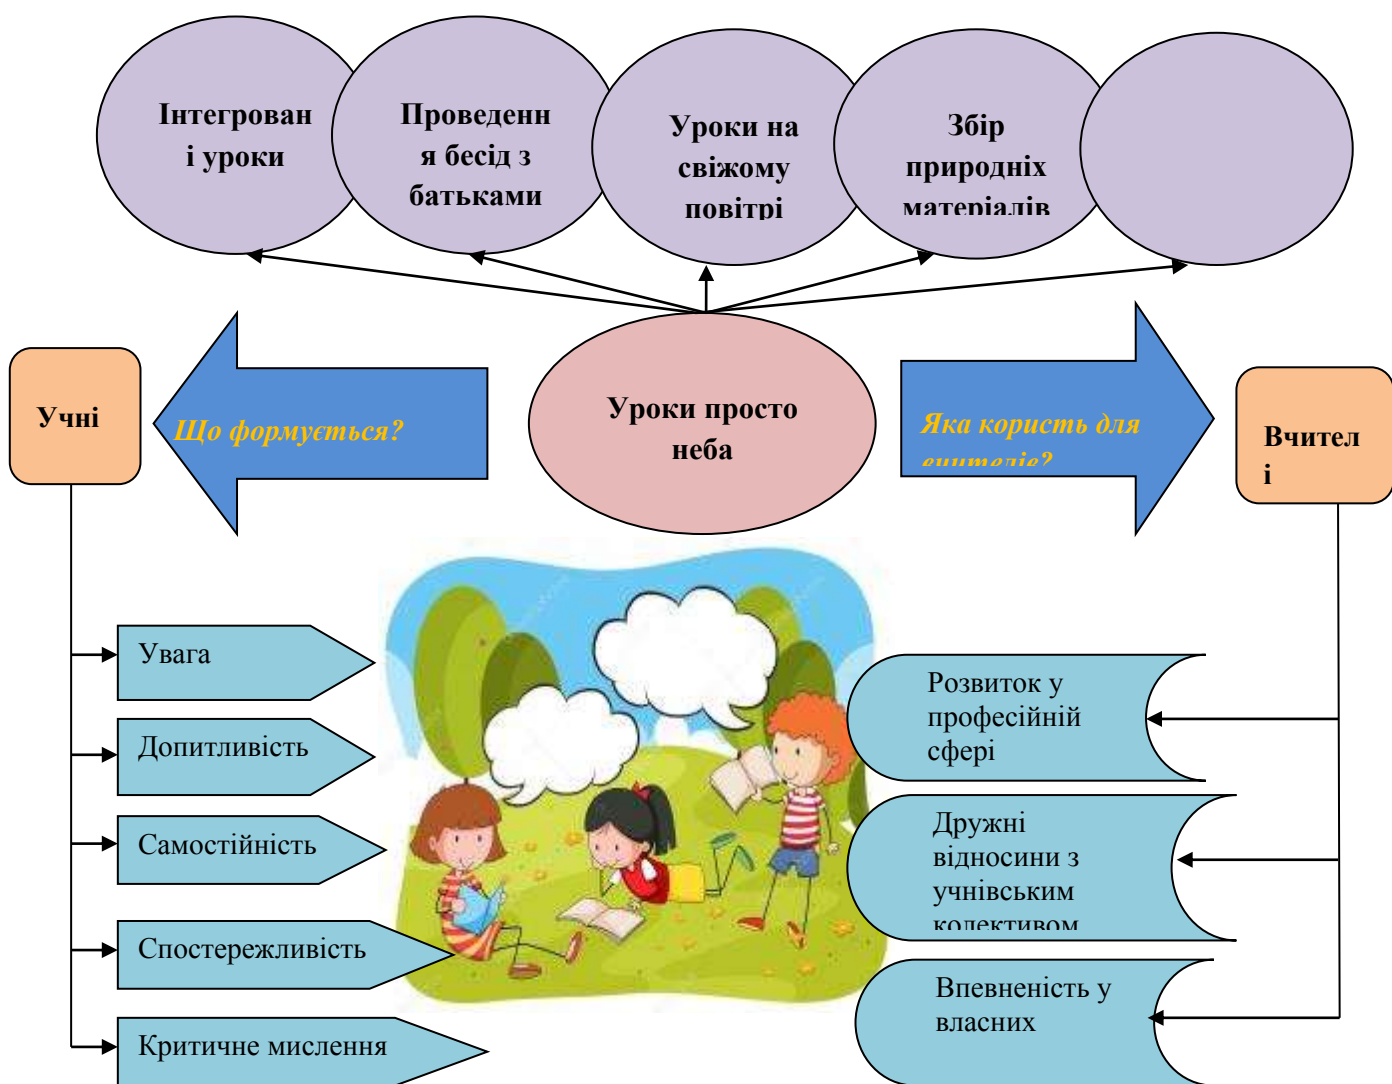 Інтегрован
і уроки
Проведенн
я бесід з
батьками
Уроки на
свіжому
повітрі
Збір
природніх
матеріалів
Уроки просто
неба
Учні
Що формується?
Яка користь для
вчителів?
Вчител
і
Увага
Допитливість
Самостійність
Спостережливість
Критичне мислення
Розвиток у
професійній
сфері
Дружні
відносини з
учнівським
колективом
Впевненість у
власних